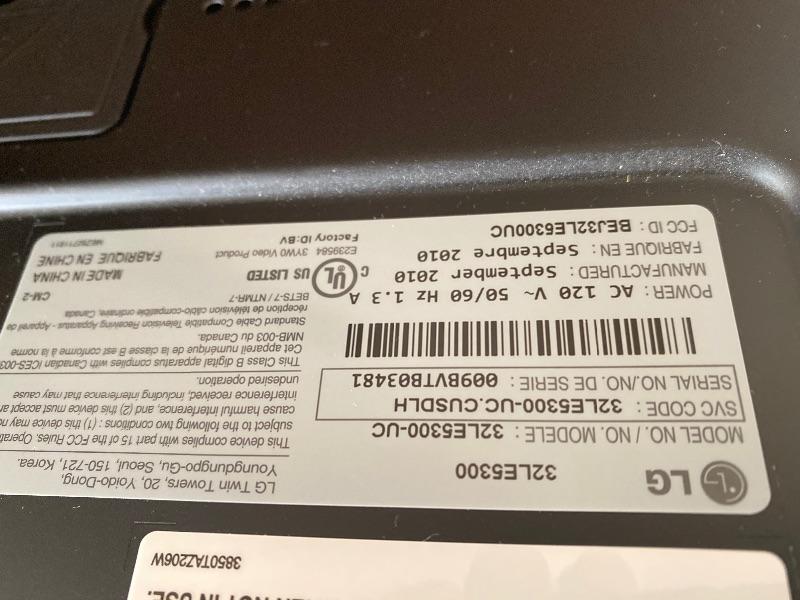 LG 32LE5300
MODEL NO. / NO. MODELE : 32LE5300-UC
SVC CODE : 32LE5300-UC.CUSDLH
SERIAL NO./NO. DE SERIE : 009BVTB03481
POWER: AC 120 V~ 50/60 Hz 1.3 A
MANUFACTURED: September 2010
FABRIQUE EN: Septembre 2010
FCC ID: BEJ32LE5300UC
LG Twin Towers, 20, Yoido-Dong,
Youngdungpo-Gu, Seoul, 150-721, Korea.
This device complies with part 15 of the FCC Rules. Operation
subject to the following two conditions : (1) this device may no
cause harmful interference, and (2) this device must accept an
interference received, including interference that may cause
undesired operation.
This Class B digital apparatus complies with Canadian ICES-003
Cet appareil numérique de la classe B est conforme à la norme
NMB-003 du Canada.
Standard Cable Compatible Television Receiving Apparatus - Appareil de
réception de télévision câblo-compatible ordinaire, Canada
BETS-7 / NTMR-7
CM-2
C UL US LISTED
MADE IN CHINA
E239584 3YW0 Video Product
FABRIQUE EN CHINE
Factory ID:BV
3850TAZ206W
NOT IN USE.